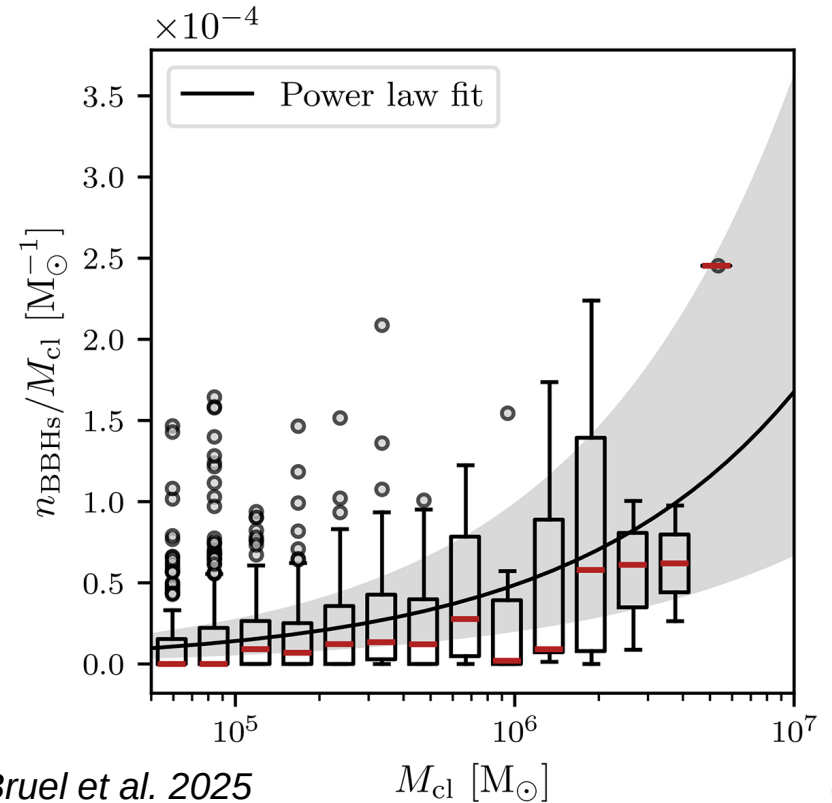 ×10⁻⁴
Power law fit
3.5
3.0
2.5
2.0
1.5
1.0
0.5
0.0
n_BBHs/M_cl [M_⊙⁻¹]
10⁵ 10⁶ 10⁷
M_cl [M_⊙]
Bruel et al. 2025